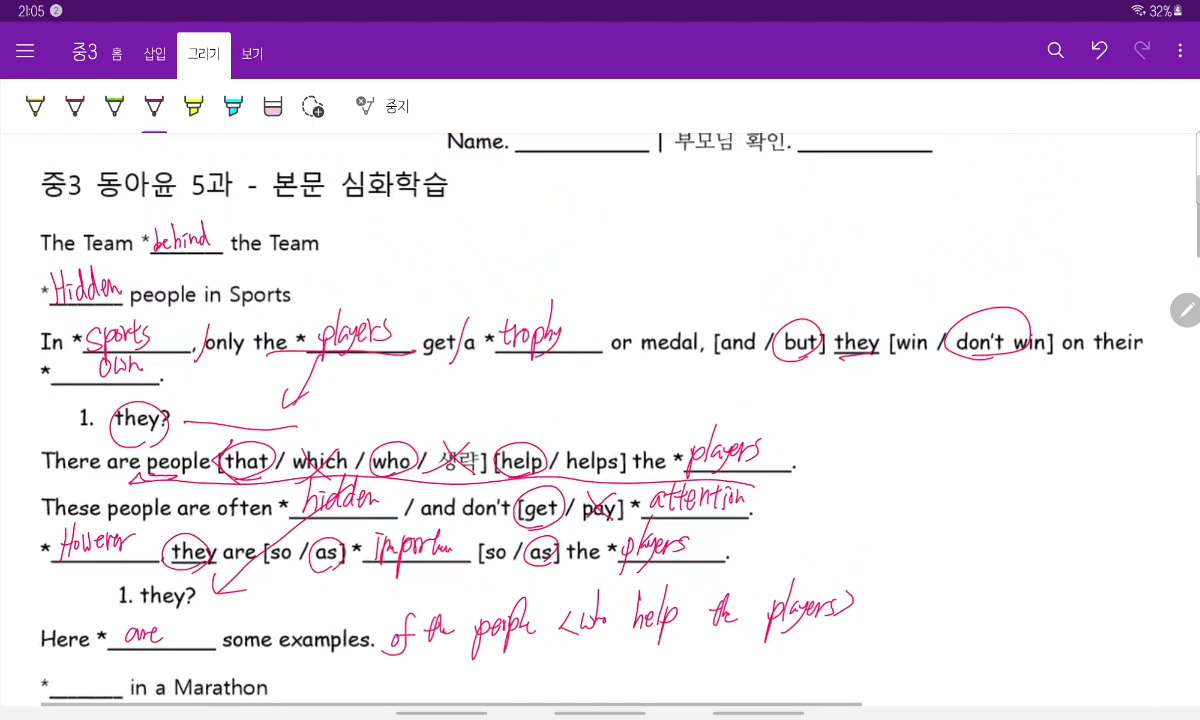 21:05 2 32%
중3 홈 삽입 그리기 보기
중지
Name. ____________ | 부모님 확인. ____________
중3 동아윤 5과 - 본문 심화학습
The Team *behind the Team
*Hidden people in Sports
In *sports, / only the *players get / a *trophy or medal, [and / but] they [win / don't win] on their
*own.
1. they?
There are people [that / which / who / 생략] [help / helps] the *players.
These people are often *hidden / and don't [get / pay] *attention.
*However they are [so / as] * [so / as] the *players.
1. they?
Here *are some examples. of the people <who help the players>
*______ in a Marathon